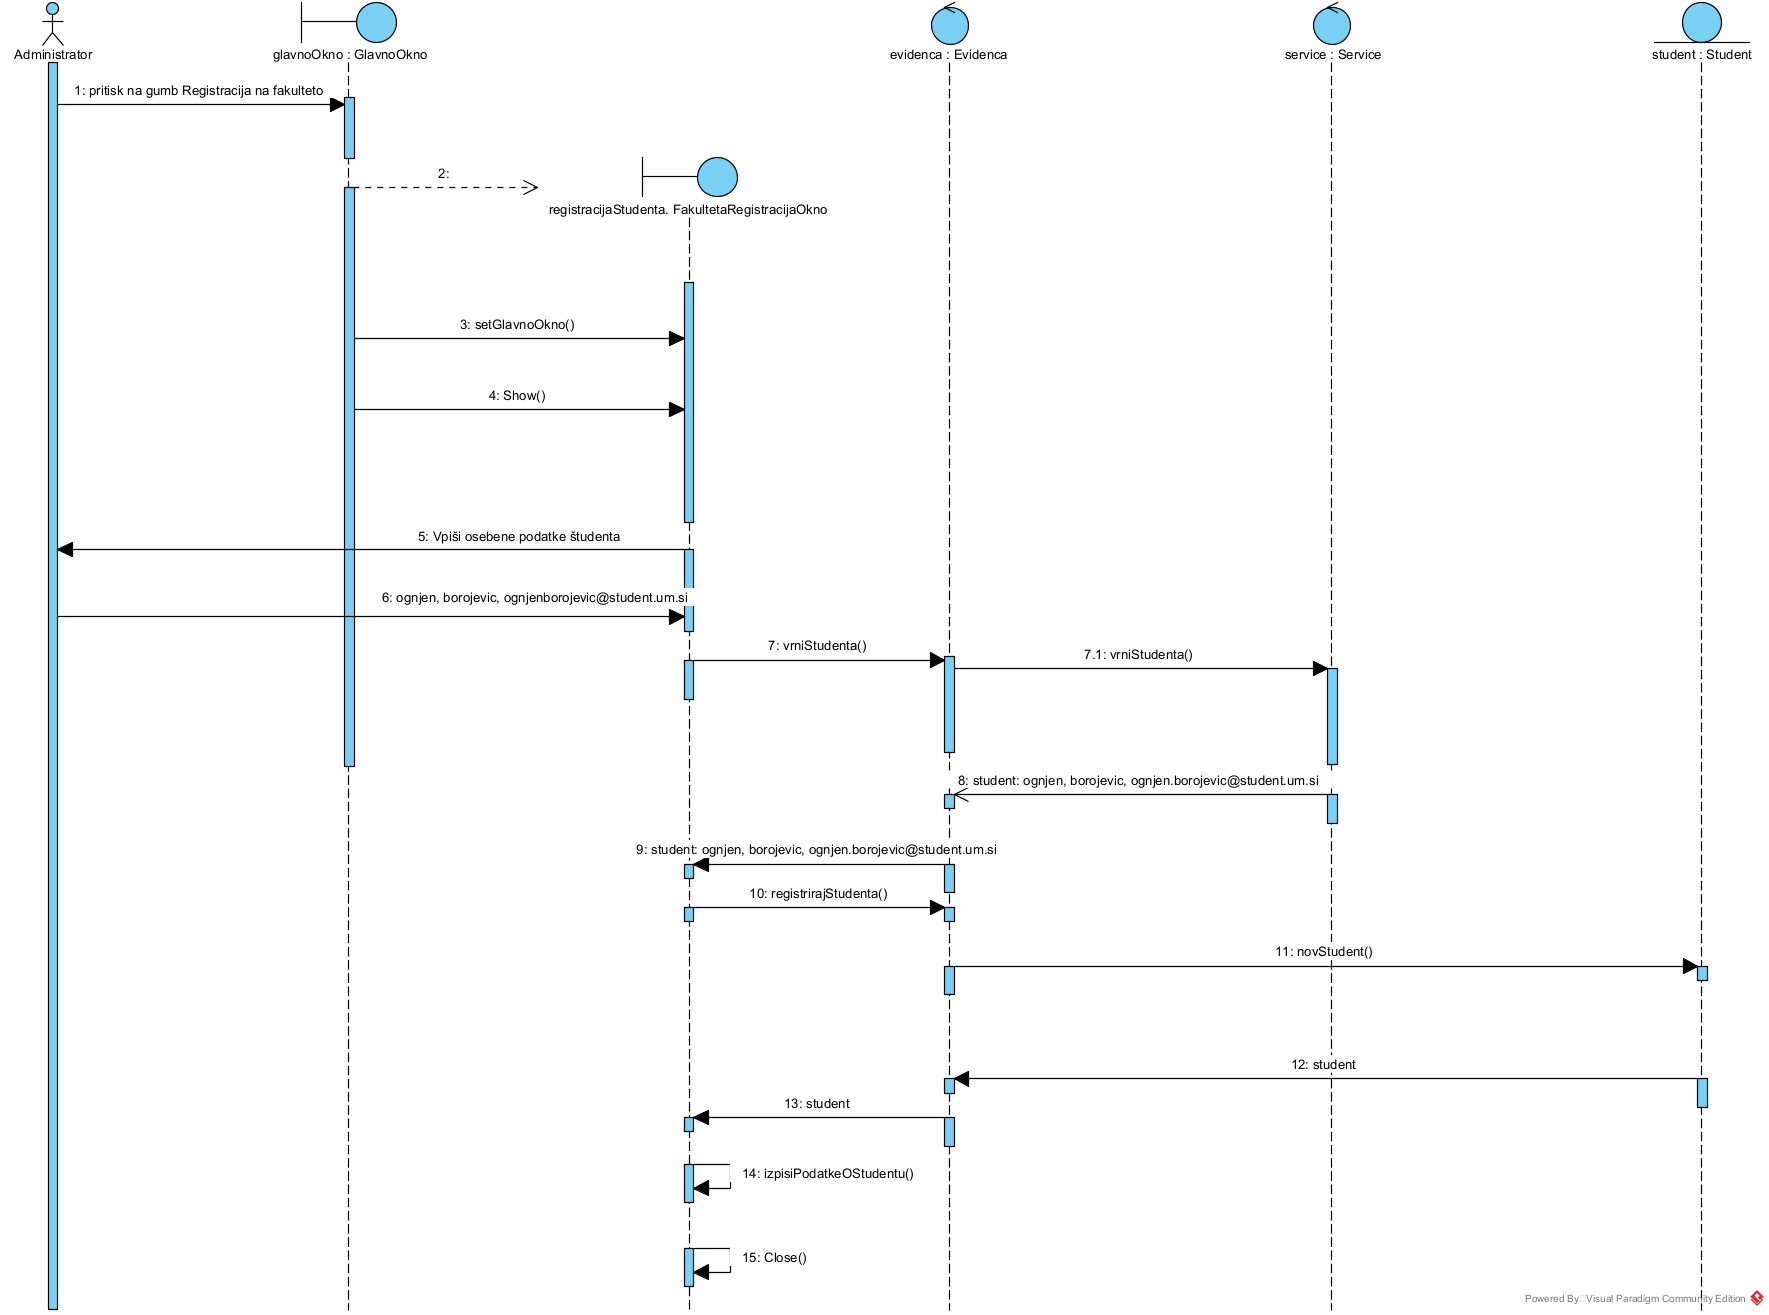 Administrator
glavnoOkno : GlavnoOkno
evidenca : Evidenca
service : Service
student : Student
1: pritisk na gumb Registracija na fakulteto
2:
registracijaStudenta. FakultetaRegistracijaOkno
3: setGlavnoOkno()
4: Show()
5: Vpiši osebene podatke študenta
6: ognjen, borojevic, ognjenborojevic@student.um.si
7: vrniStudenta()
7.1: vrniStudenta()
8: student: ognjen, borojevic, ognjen.borojevic@student.um.si
9: student: ognjen, borojevic, ognjen.borojevic@student.um.si
10: registrirajStudenta()
11: novStudent()
12: student
13: student
14: izpisiPodatkeOStudentu()
15: Close()
Powered By Visual Paradigm Community Edition